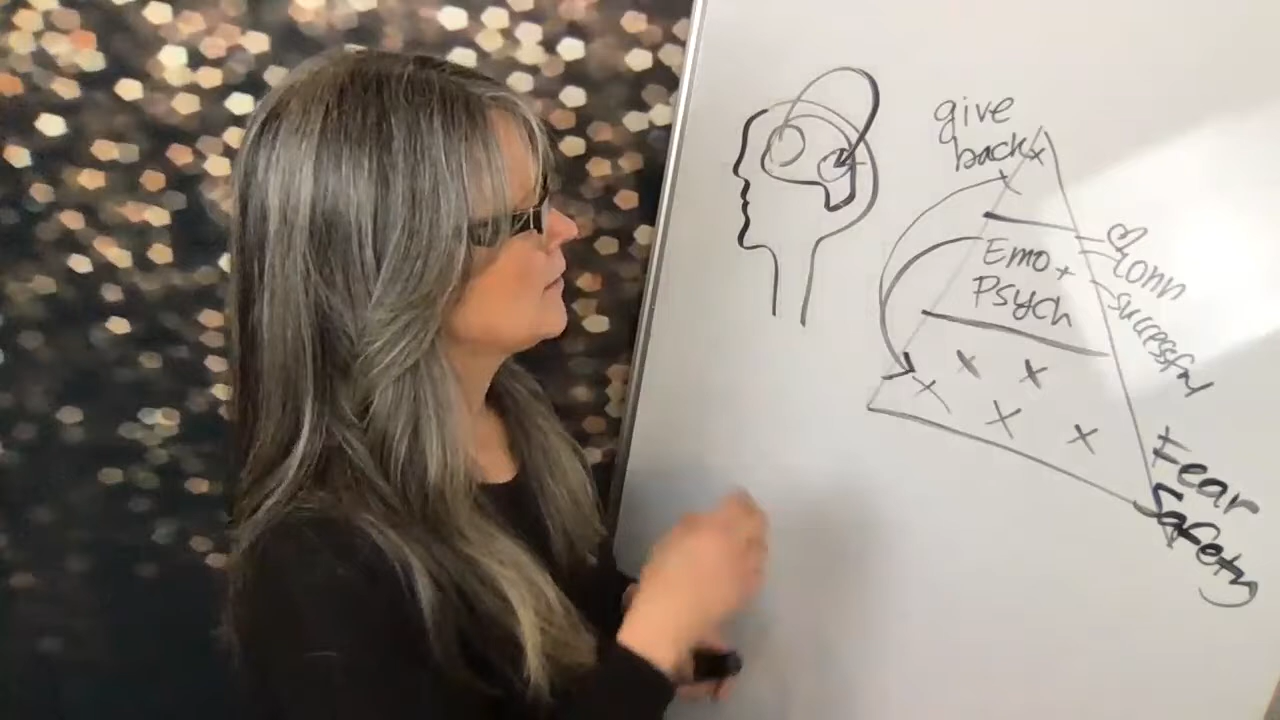 give
back
Emo +
Psych
♡
conn
successful
Fear
Safety